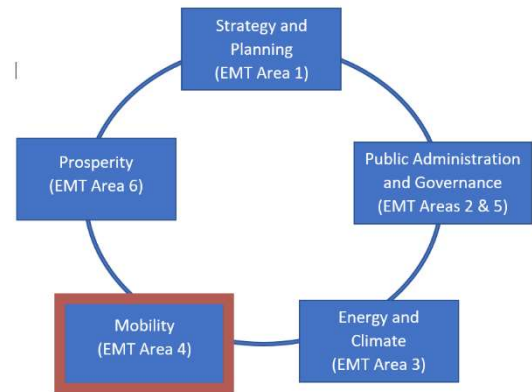 Strategy and
Planning
(EMT Area 1)
Prosperity
(EMT Area 6)
Public Administration
and Governance
(EMT Areas 2 & 5)
Mobility
(EMT Area 4)
Energy and
Climate
(EMT Area 3)